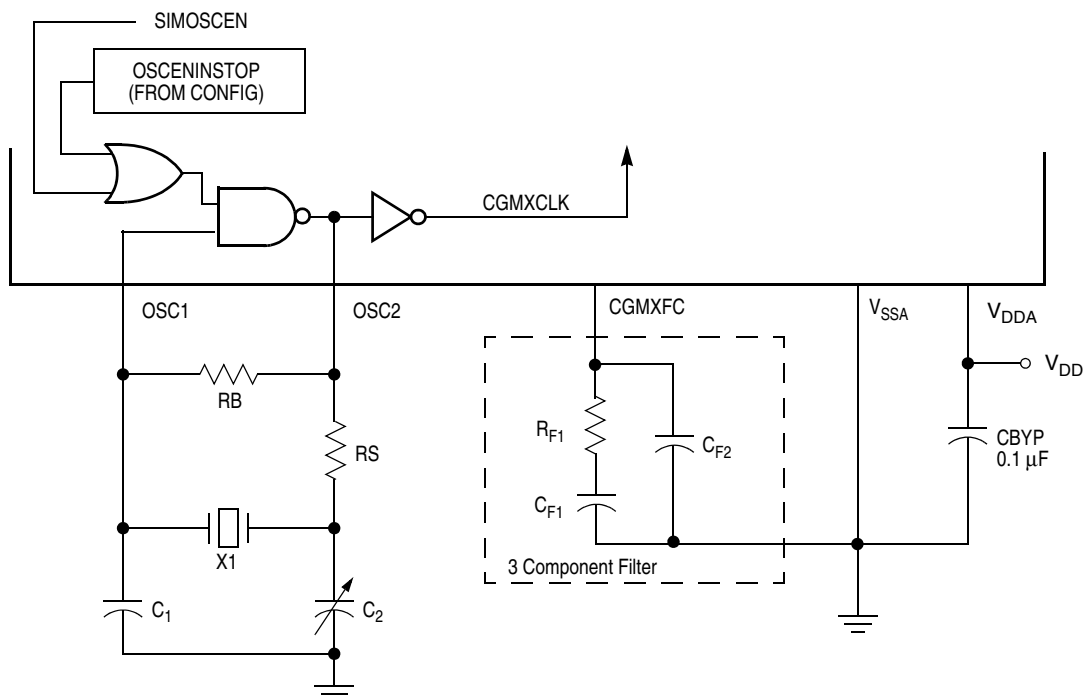 SIMOSCEN
OSCENINSTOP
(FROM CONFIG)
CGMXCLK
OSC1
OSC2
CGMXFC
VSSA
VDDA
VDD
RB
RS
RF1
CF2
CBYP
0.1 µF
CF1
X1
3 Component Filter
C1
C2